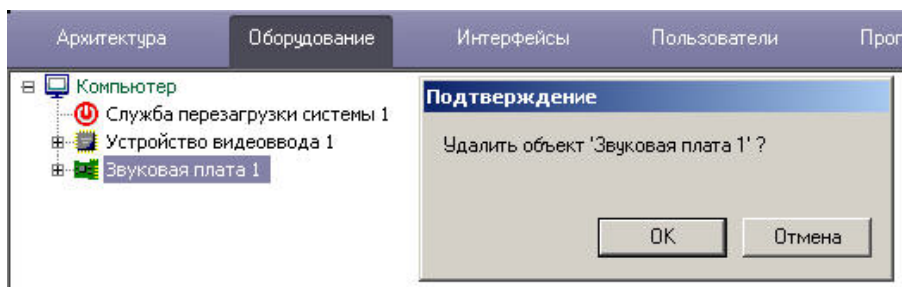 Архитектура Оборудование Интерфейсы Пользователи Прог
Компьютер
Служба перезагрузки системы 1
Устройство видеоввода 1
Звуковая плата 1
Подтверждение
Удалить объект 'Звуковая плата 1' ?
OK Отмена